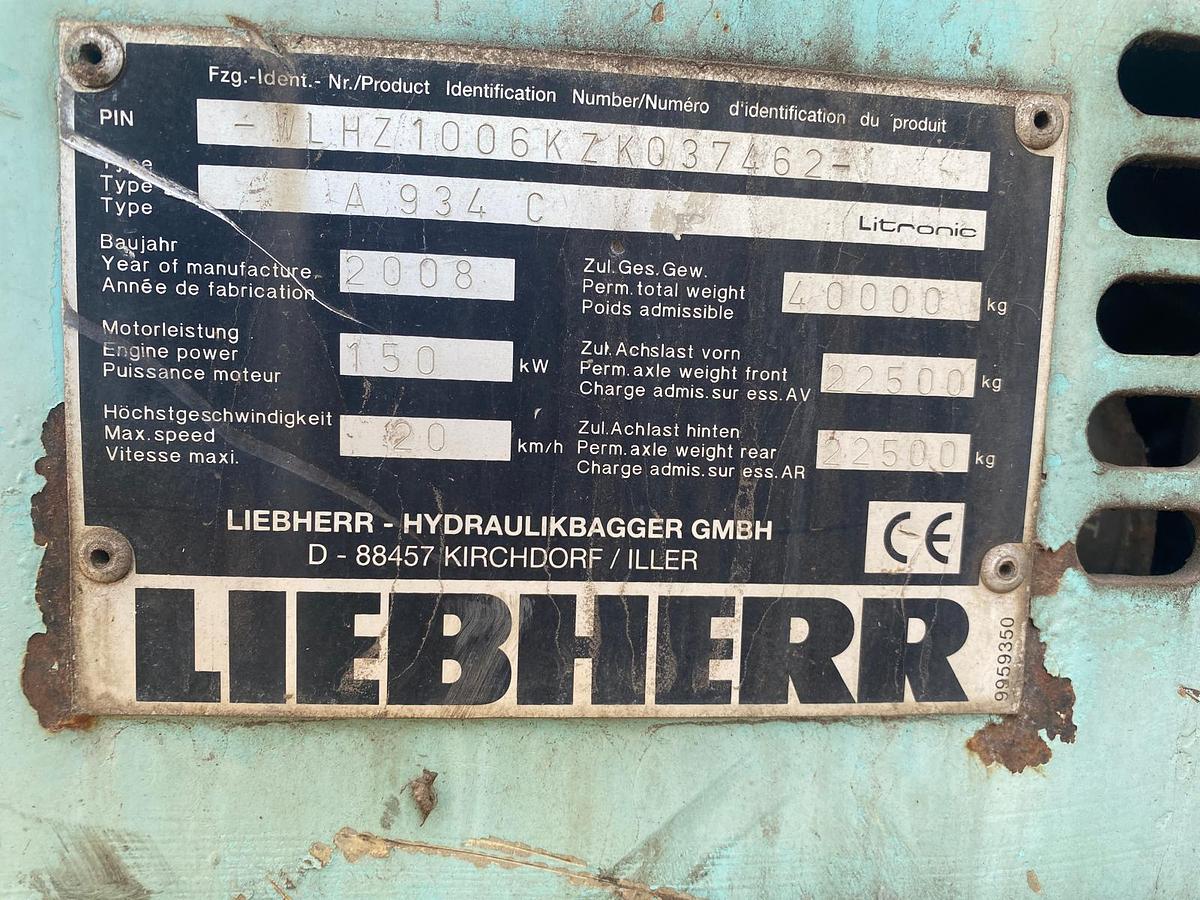 Fzg.-Ident.- Nr./Product Identification Number/Numéro d'identification du produit
PIN -WLHZ1006KZK037462-
Type
Type
Type
A 934 C Litronic
Baujahr
Year of manufacture
Année de fabrication
2008
Motorleistung
Engine power
Puissance moteur
150 kW
Höchstgeschwindigkeit
Max.speed
Vitesse maxi.
20 km/h
Zul.Ges.Gew.
Perm.total weight
Poids admissible
40000 kg
Zul.Achslast vorn
Perm.axle weight front
Charge admis.sur ess.AV
22500 kg
Zul.Achlast hinten
Perm.axle weight rear
Charge admis.sur ess.AR
22500 kg
LIEBHERR - HYDRAULIKBAGGER GMBH
D - 88457 KIRCHDORF / ILLER
CE
LIEBHERR
9959350